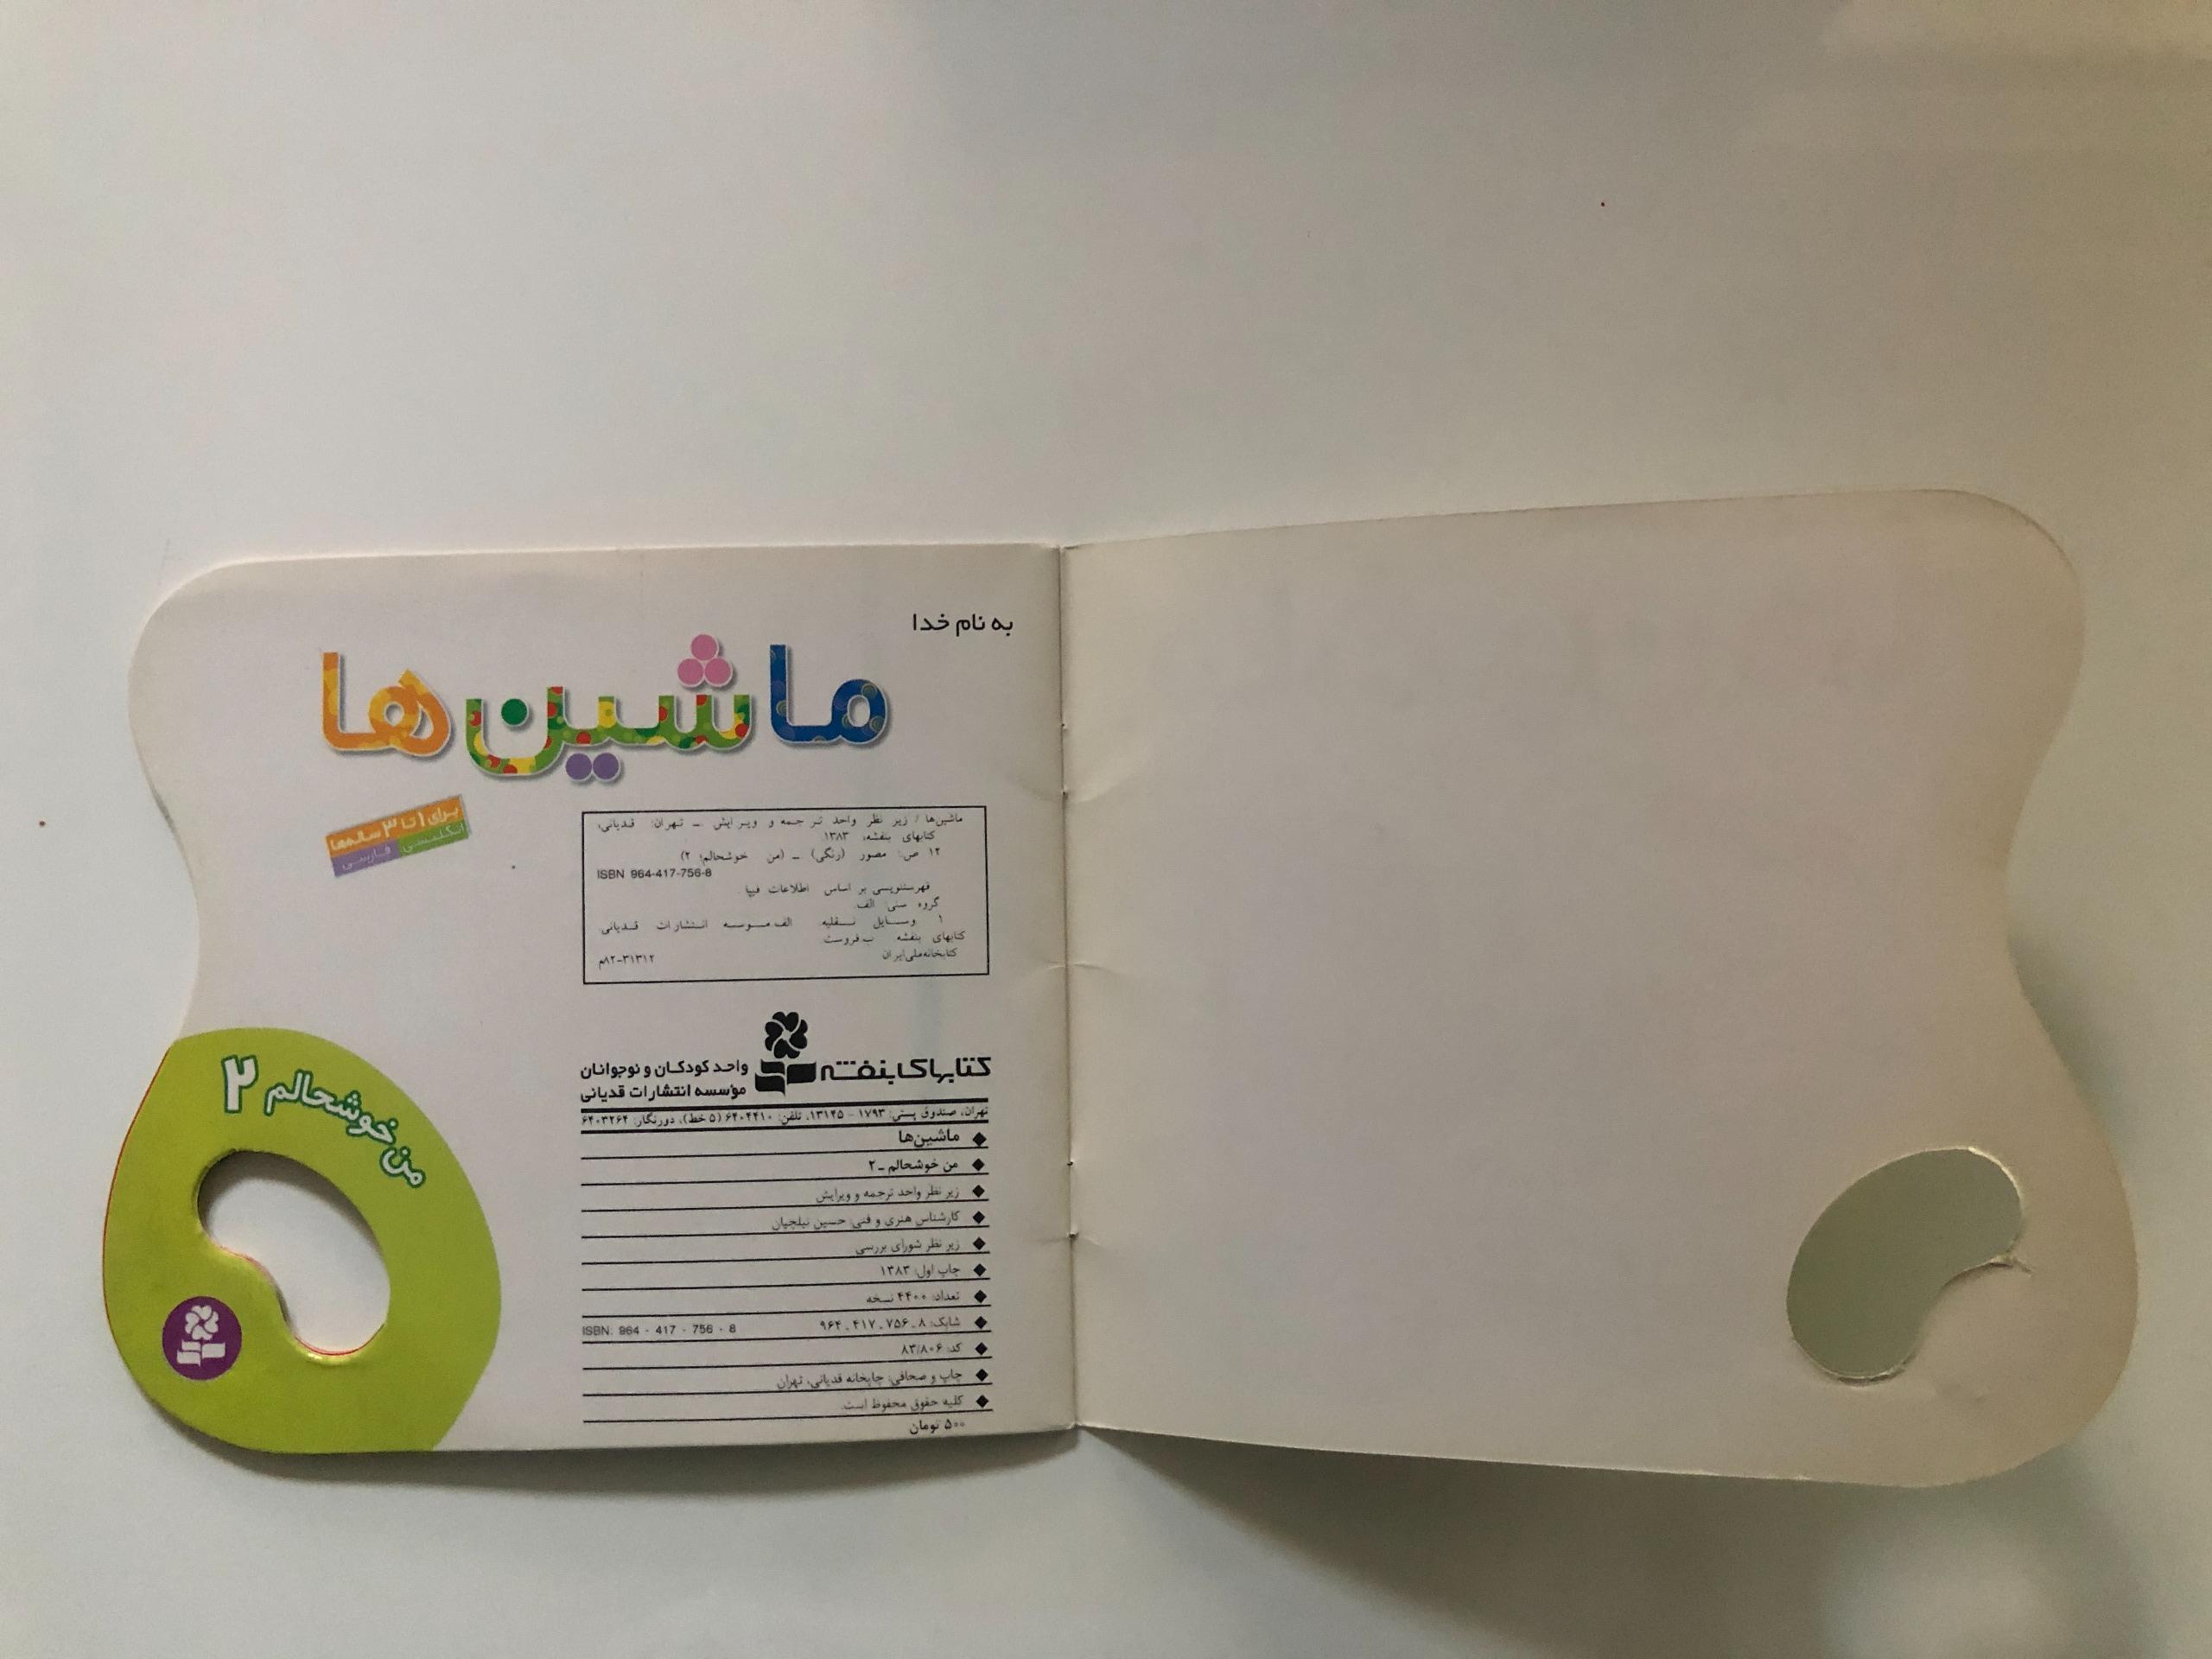 به نام خدا
ماشین‌ها
برای ۱ تا ۳ ساله‌ها
انگلیسی فارسی
ماشین‌ها / زیر نظر واحد ترجمه و ویرایش ــ تهران: قدیانی،
کتابهای بنفشه، ۱۳۸۳
۱۲ ص: مصور (رنگی) ــ (من خوشحالم؛ ۲)
ISBN 964-417-756-8
فهرستنویسی بر اساس اطلاعات فیپا.
گروه سنی: الف.
۱ وسایل نقلیه. الف.موسسه انتشارات قدیانی.
کتابهای بنفشه ب.فروست
کتابخانه‌ملی‌ایران ۸۲-۳۱۳۱۲م
کتابهای بنفشه
واحد کودکان و نوجوانان
مؤسسه انتشارات قدیانی
تهران، صندوق پستی: ۱۷۹۳ - ۱۳۱۴۵، تلفن: ۶۴۰۴۴۱۰ (۵ خط)، دورنگار: ۶۴۰۳۲۶۴
◆ ماشین‌ها
◆ من خوشحالم ـ ۲
◆ زیر نظر واحد ترجمه و ویرایش
◆ کارشناس هنری و فنی: حسین نیلچیان
◆ زیر نظر شورای بررسی
◆ چاپ اول: ۱۳۸۳
◆ تعداد: ۴۴۰۰ نسخه
◆ شابک: ۸ ـ ۷۵۶ ـ ۴۱۷ ـ ۹۶۴ ISBN: 964 - 417 - 756 - 8
◆ کد: ۸۳/۸۰۶
◆ چاپ و صحافی: چاپخانه قدیانی، تهران
◆ کلیه حقوق محفوظ است.
۵۰۰ تومان
من خوشحالم ۲